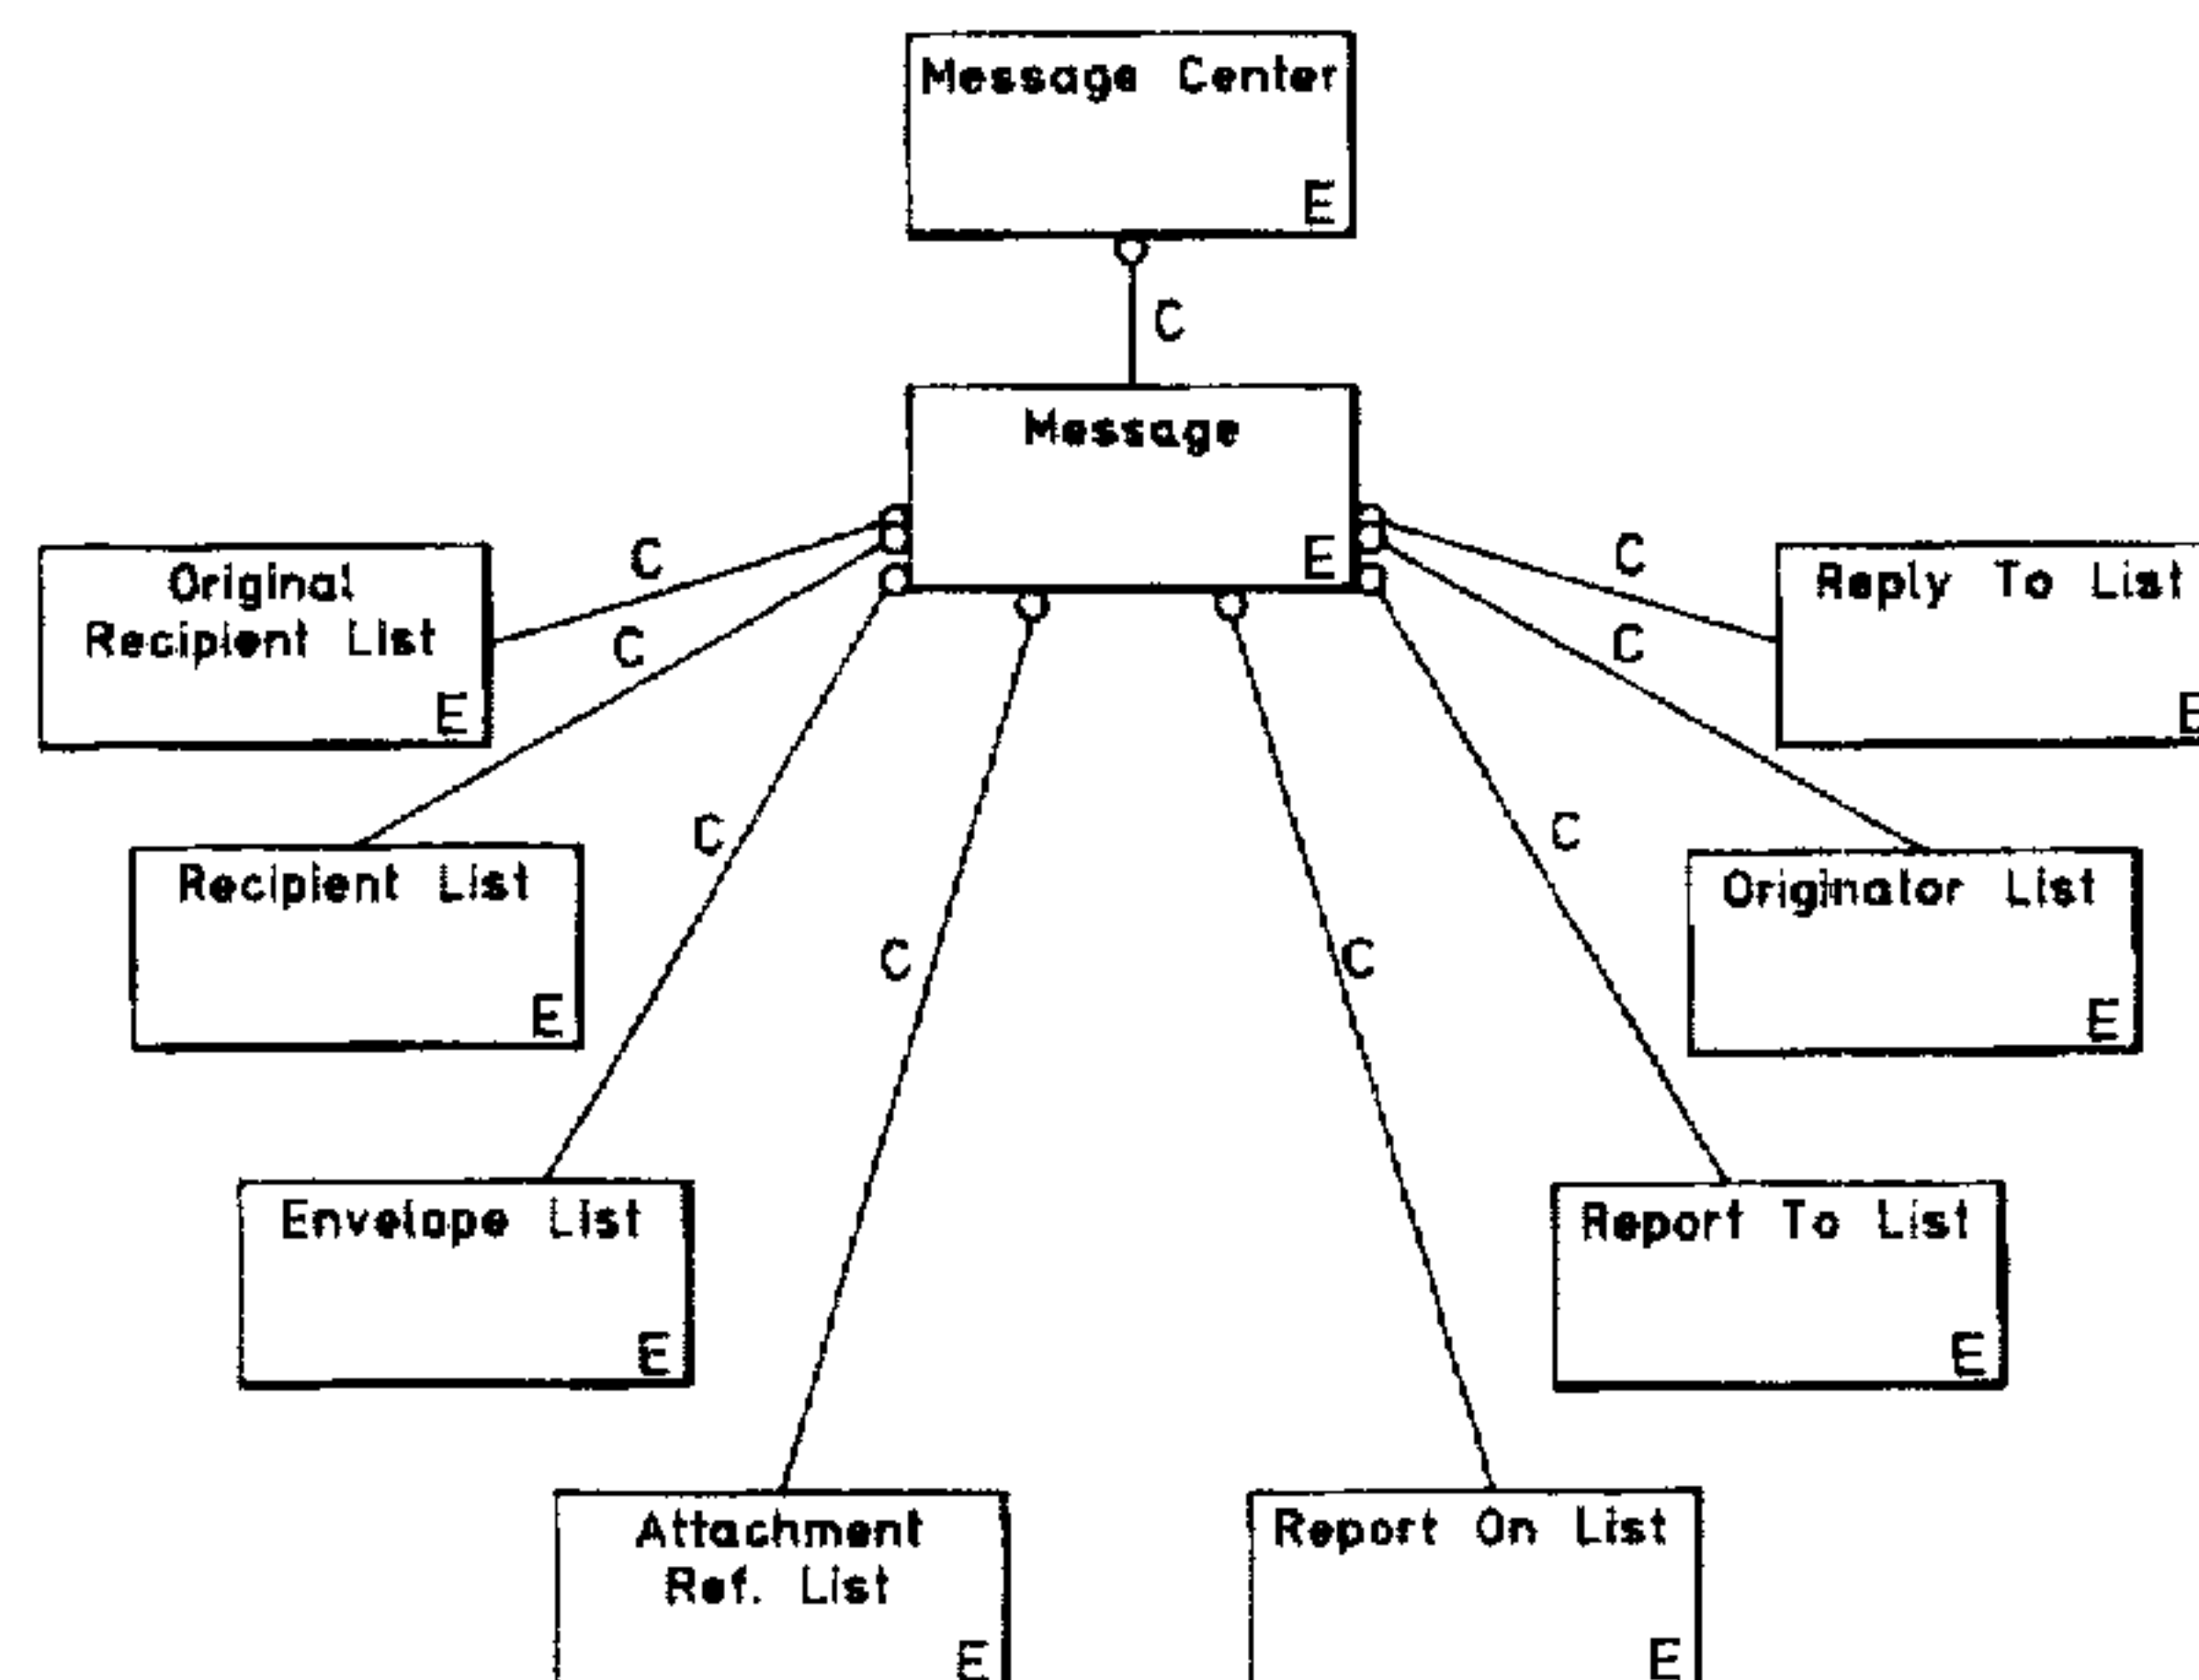 Message Center
E
C
Message
E
C
C
Original
Recipient List
E
Reply To List
E
C
C
Recipient List
E
Originator List
E
C
C
C
C
Envelope List
E
Report To List
E
Attachment
Ref. List
E
Report On List
E